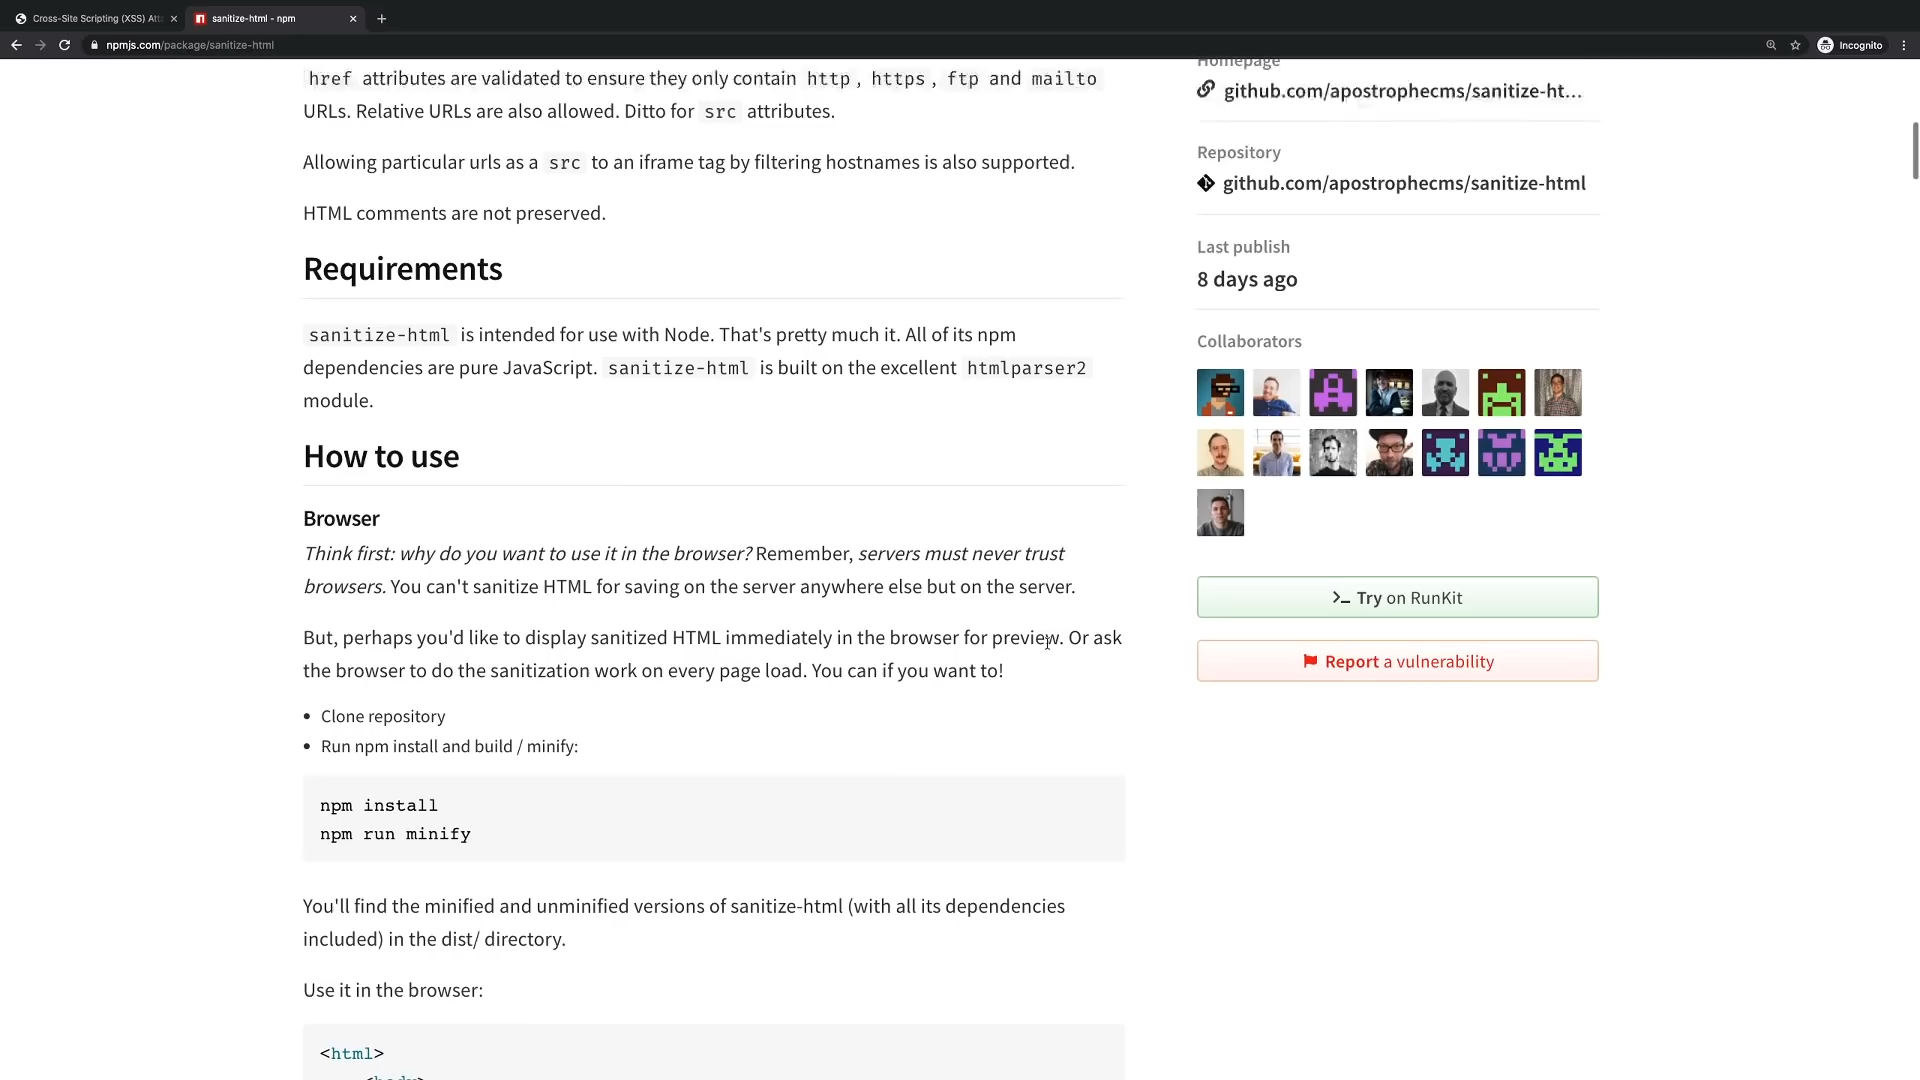 Cross-Site Scripting (XSS) Att
sanitize-html - npm
npmjs.com/package/sanitize-html
Incognito
href attributes are validated to ensure they only contain http , https , ftp and mailto
URLs. Relative URLs are also allowed. Ditto for src attributes.
Allowing particular urls as a src to an iframe tag by filtering hostnames is also supported.
HTML comments are not preserved.
Requirements
sanitize-html is intended for use with Node. That's pretty much it. All of its npm
dependencies are pure JavaScript. sanitize-html is built on the excellent htmlparser2
module.
How to use
Browser
Think first: why do you want to use it in the browser? Remember, servers must never trust
browsers. You can't sanitize HTML for saving on the server anywhere else but on the server.
But, perhaps you'd like to display sanitized HTML immediately in the browser for preview. Or ask
the browser to do the sanitization work on every page load. You can if you want to!
Clone repository
Run npm install and build / minify:
npm install
npm run minify
You'll find the minified and unminified versions of sanitize-html (with all its dependencies
included) in the dist/ directory.
Use it in the browser:
<html>
<body>
Homepage
github.com/apostrophecms/sanitize-ht...
Repository
github.com/apostrophecms/sanitize-html
Last publish
8 days ago
Collaborators
Try on RunKit
Report a vulnerability